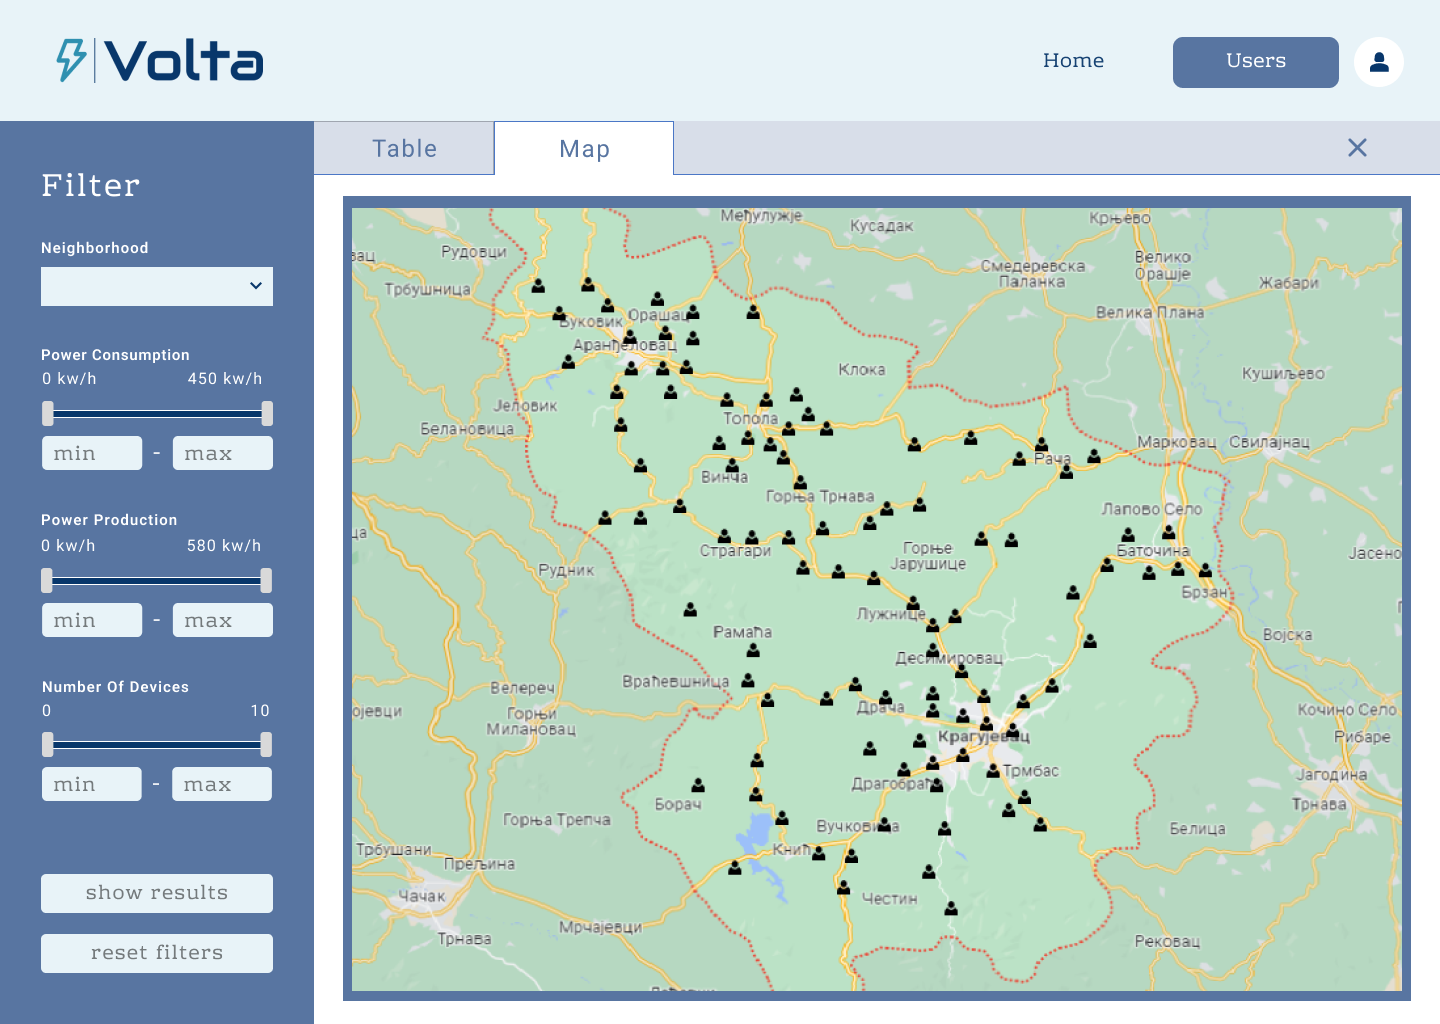 Volta
Home
Users
Table
Map
Filter
Neighborhood
Power Consumption
0 kw/h 450 kw/h
min - max
Power Production
0 kw/h 580 kw/h
min - max
Number Of Devices
0 10
min - max
show results
reset filters
Међулужје
Кусадак
Крњево
Рудовци
Велико
Орашје
Смедеревска
Паланка
Жабари
Трбушница
Велика Плана
Буковик
Орашац
Аранђеловац
Клока
Кушиљево
Јеловик
Топола
Белановица
Марковац
Свилајнац
Рача
Винча
Горња Трнава
Лапово Село
Страгари
Горње
Јарушице
Баточина
Рудник
Брзан
Лужнице
Рамаћа
Војска
Десимировац
Враћевшница
Велереч
Драча
Горњи
Милановац
Кочино Село
Крагујевац
Рибаре
Трмбас
Јагодина
Драгобраћа
Борач
Трнава
Горња Трепча
Вучковица
Белица
Трбушани
Кнић
Прељина
Чачак
Честин
Мрчајевци
Трнава
Рековац